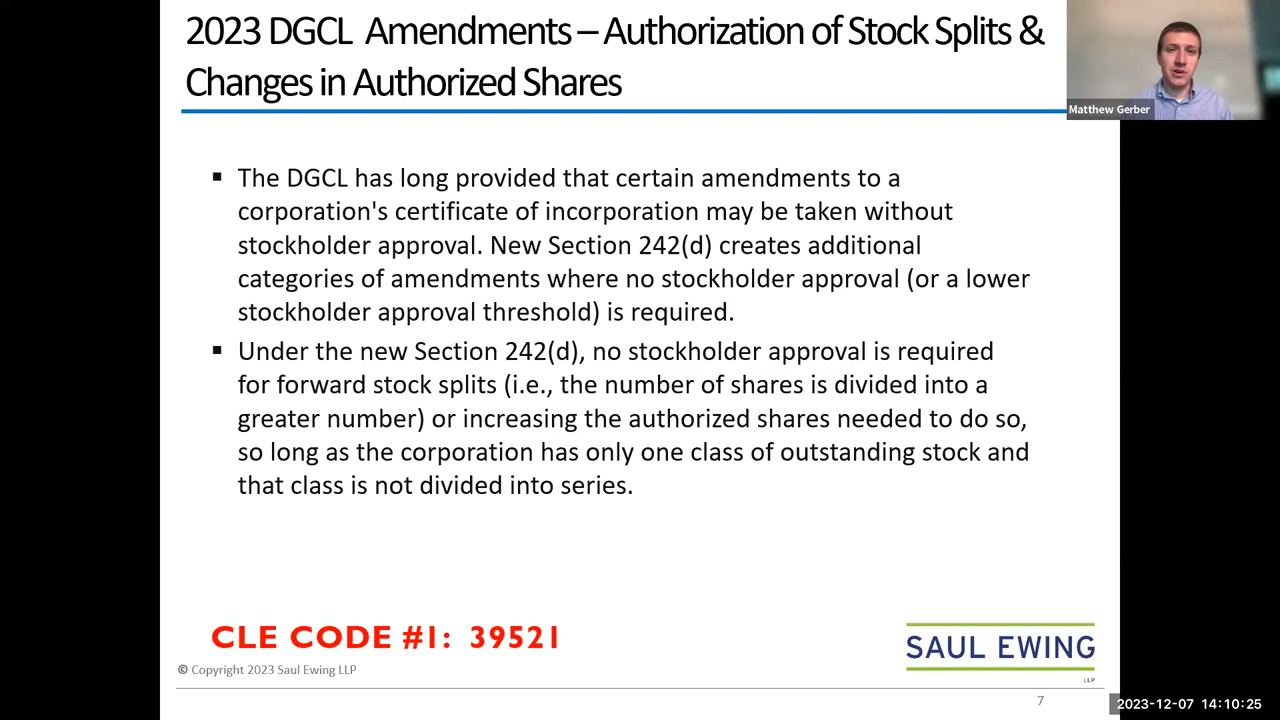 2023 DGCL Amendments – Authorization of Stock Splits &
Changes in Authorized Shares
Matthew Gerber
▪ The DGCL has long provided that certain amendments to a
corporation's certificate of incorporation may be taken without
stockholder approval. New Section 242(d) creates additional
categories of amendments where no stockholder approval (or a lower
stockholder approval threshold) is required.
▪ Under the new Section 242(d), no stockholder approval is required
for forward stock splits (i.e., the number of shares is divided into a
greater number) or increasing the authorized shares needed to do so,
so long as the corporation has only one class of outstanding stock and
that class is not divided into series.
CLE CODE #1: 39521
SAUL EWING
LLP
© Copyright 2023 Saul Ewing LLP
7
2023-12-07 14:10:25